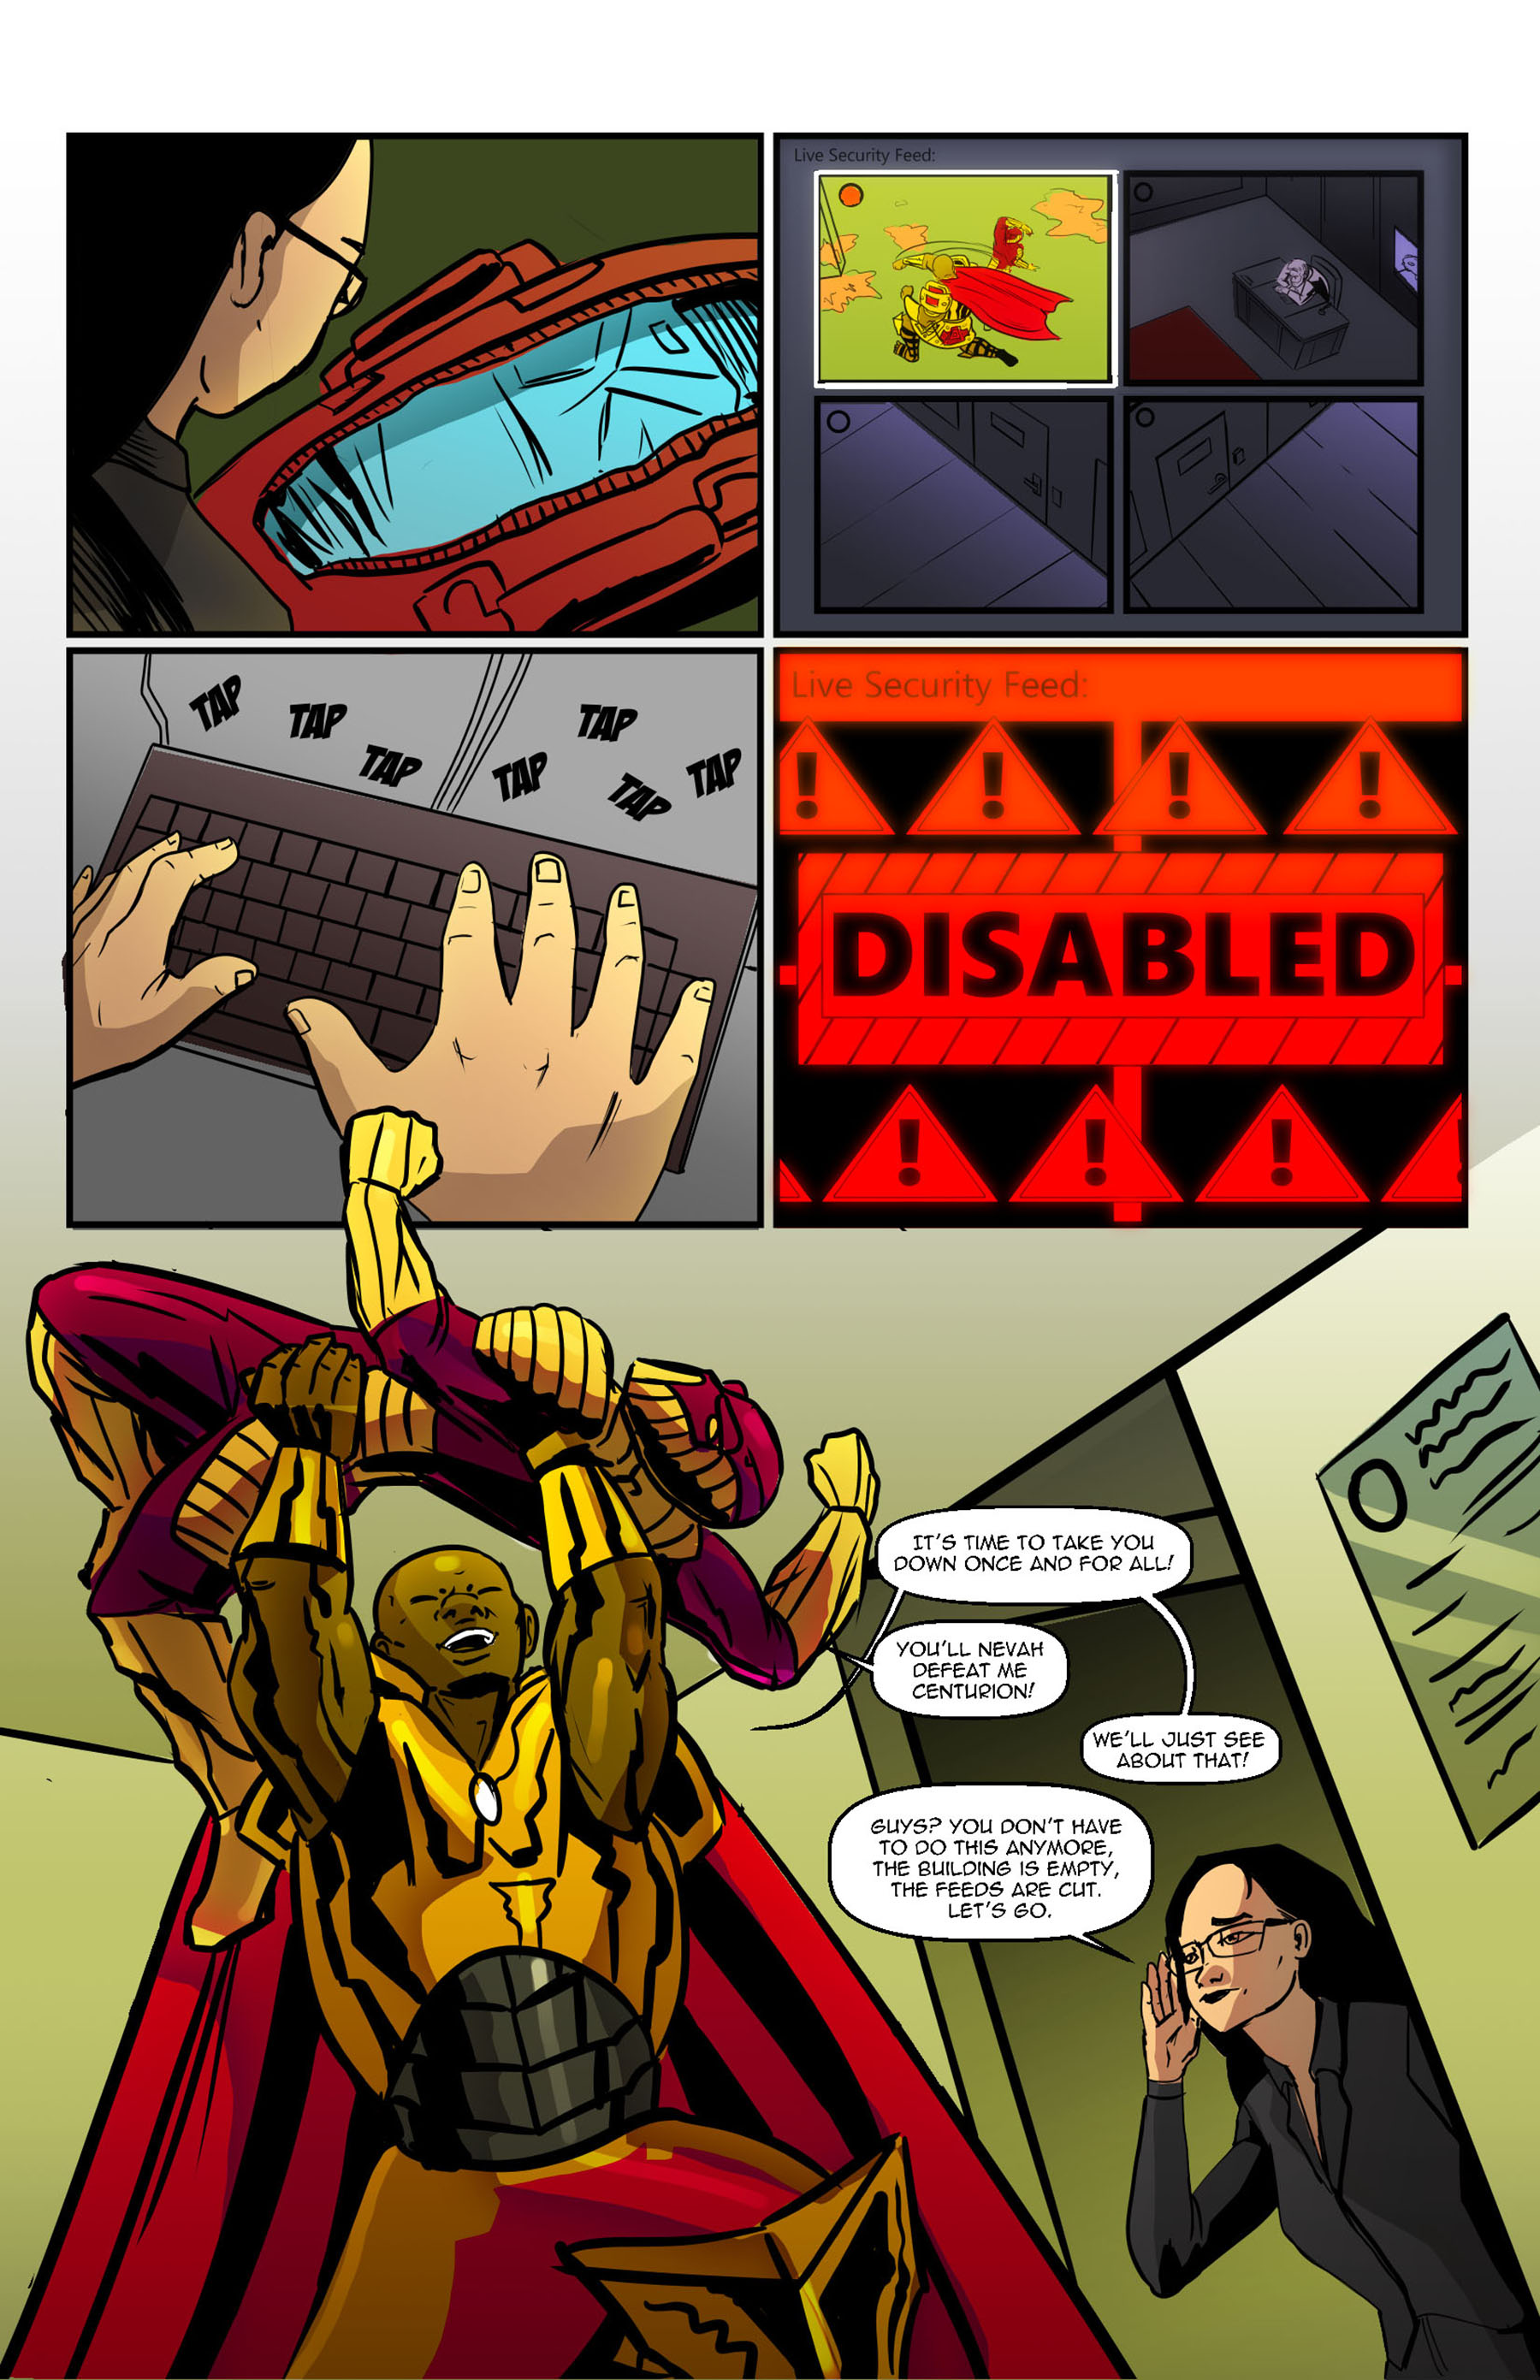 Live Security Feed:
TAP
TAP
TAP
TAP
TAP
TAP
TAP
Live Security Feed:
!
!
!
!
DISABLED
!
!
!
IT'S TIME TO TAKE YOU
DOWN ONCE AND FOR ALL!
YOU'LL NEVAH
DEFEAT ME
CENTURION!
WE'LL JUST SEE
ABOUT THAT!
GUYS? YOU DON'T HAVE
TO DO THIS ANYMORE,
THE BUILDING IS EMPTY,
THE FEEDS ARE CUT.
LET'S GO.